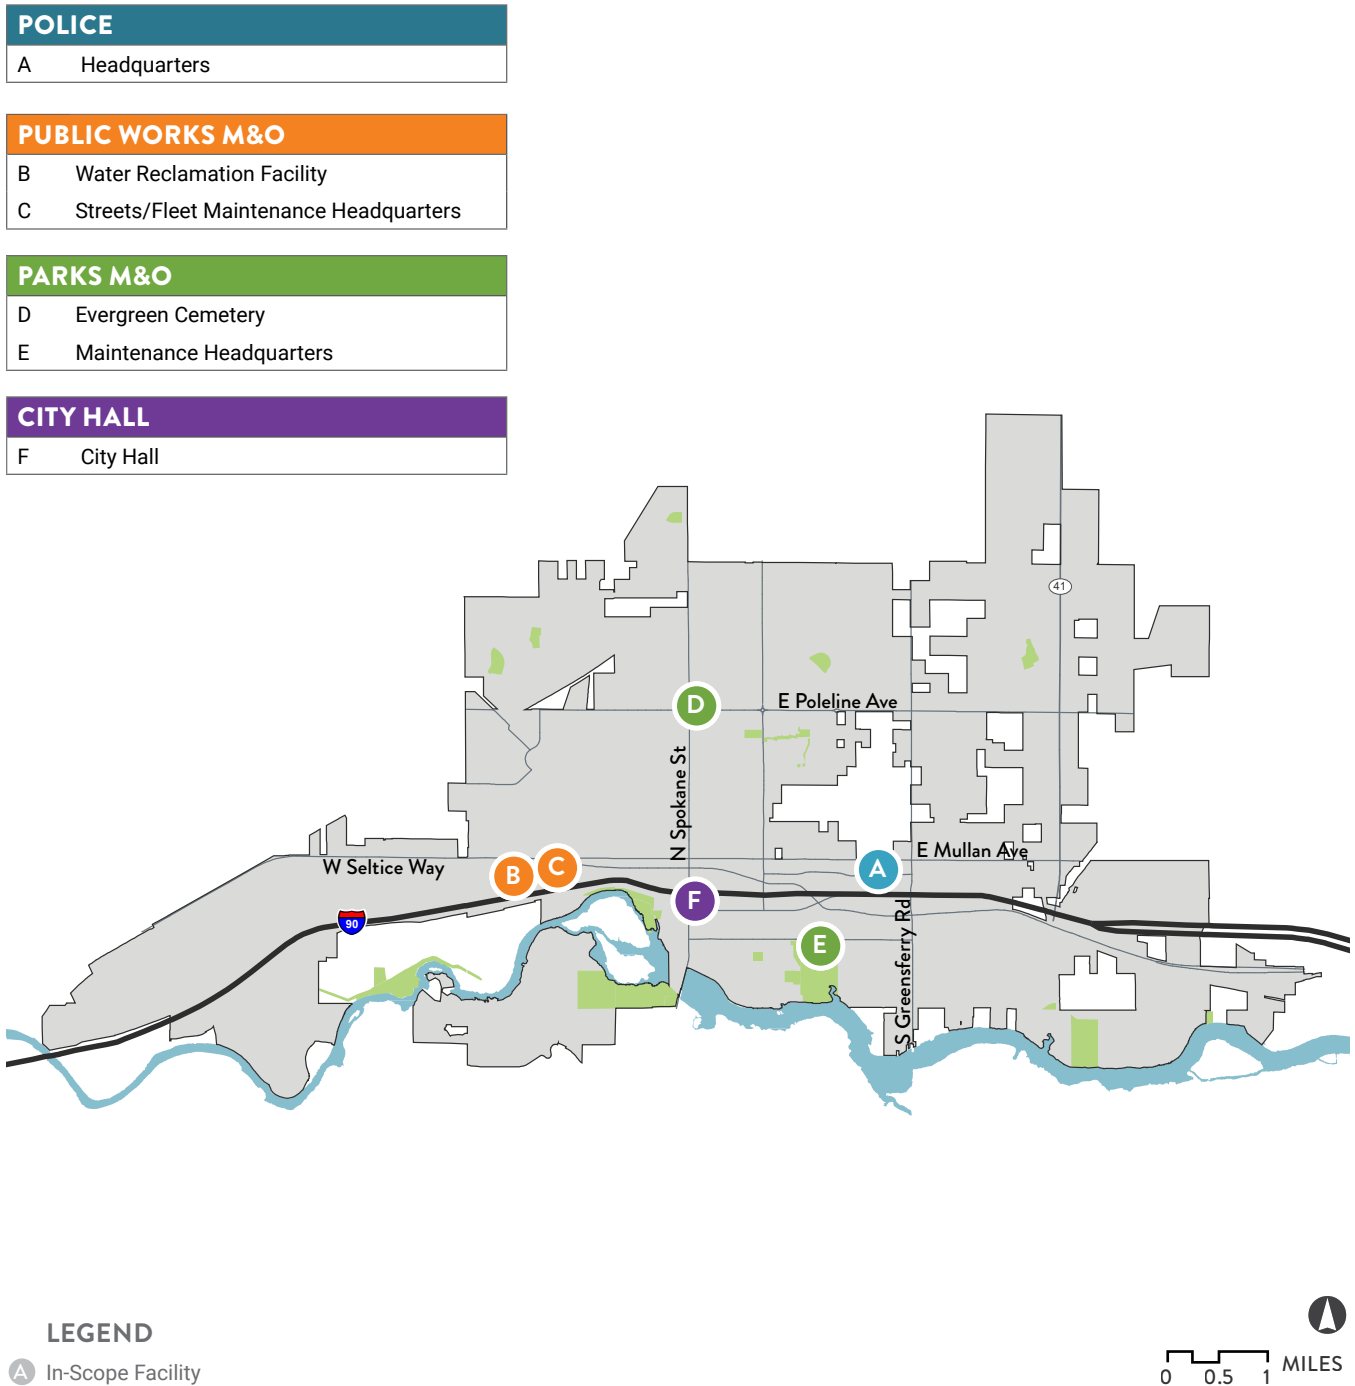 POLICE
A Headquarters
PUBLIC WORKS M&O
B Water Reclamation Facility
C Streets/Fleet Maintenance Headquarters
PARKS M&O
D Evergreen Cemetery
E Maintenance Headquarters
CITY HALL
F City Hall
41
D
E Poleline Ave
N Spokane St
E Mullan Ave
W Seltice Way
B
C
A
F
90
E
S Greensferry Rd
LEGEND
A In-Scope Facility
0 0.5 1 MILES